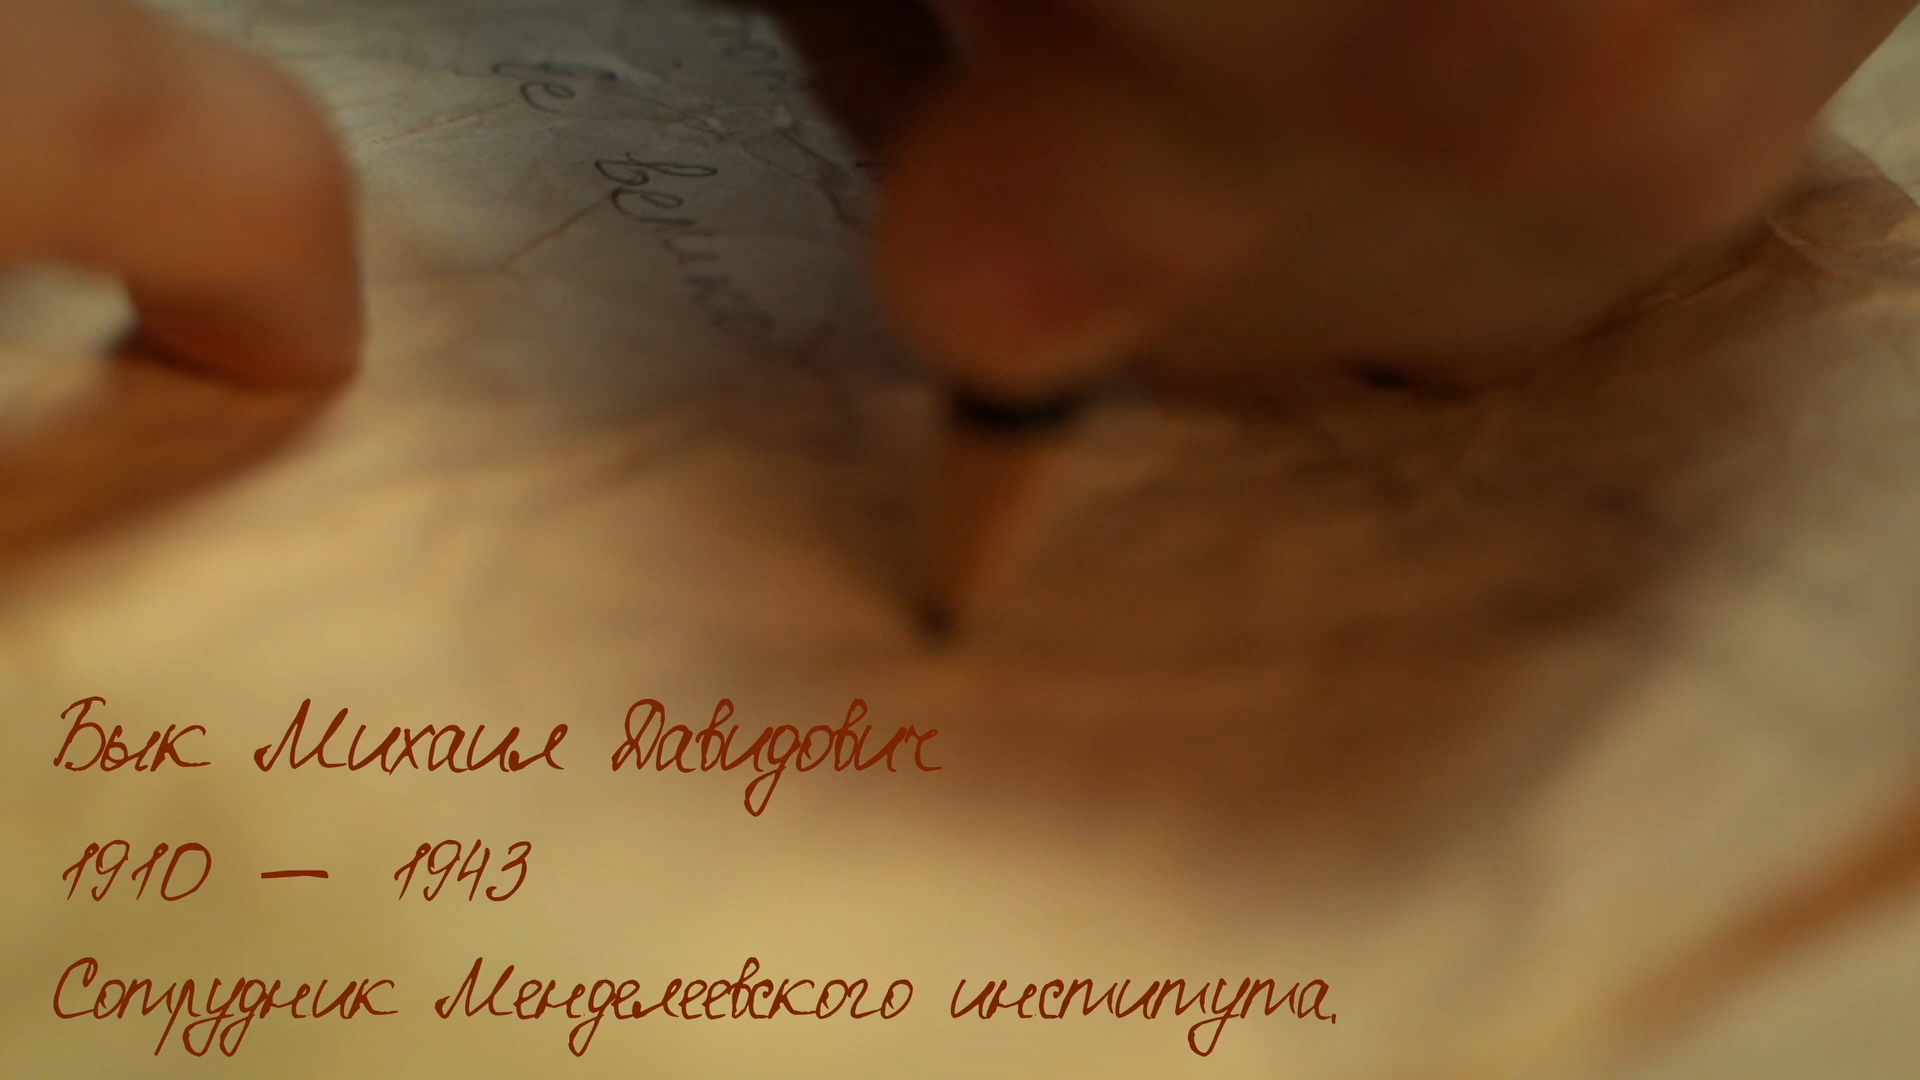 Бык Михаил Давидович
1910 – 1943
Сотрудник Менделеевского института.